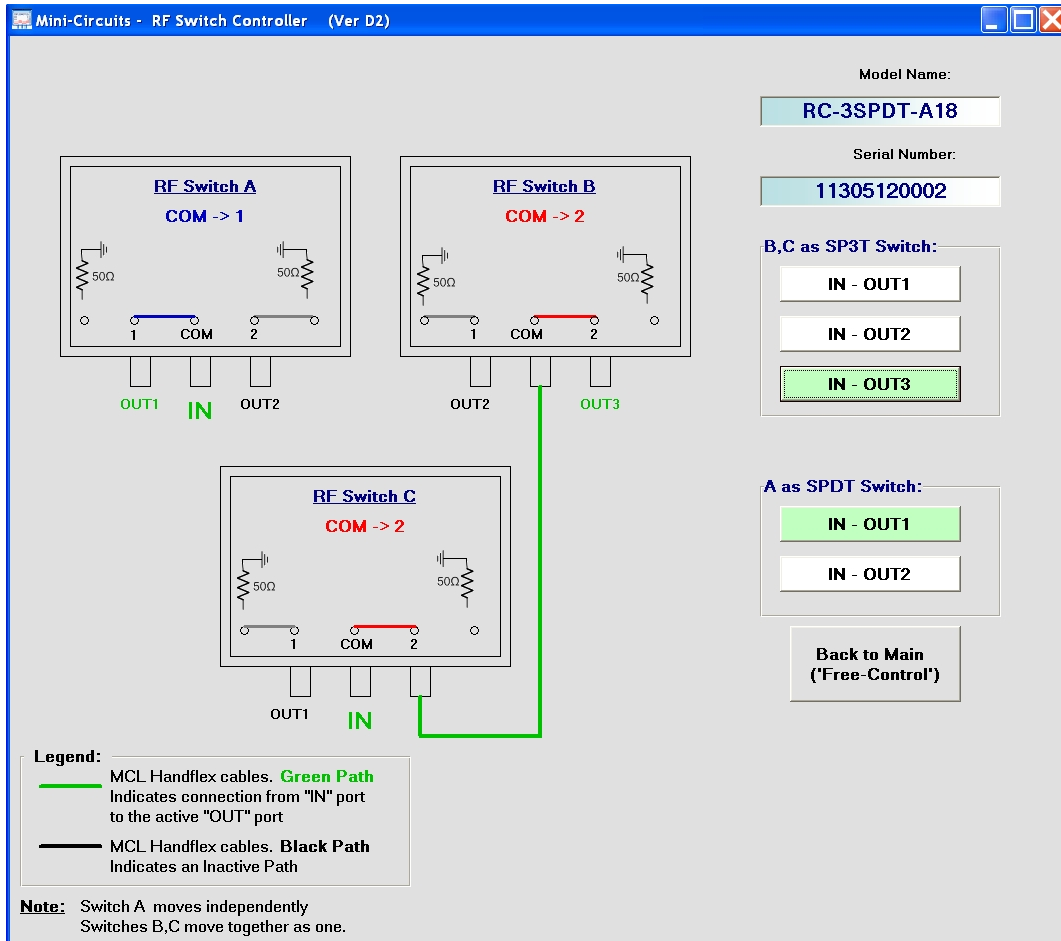 Mini-Circuits - RF Switch Controller (Ver D2)
Model Name:
RC-3SPDT-A18
Serial Number:
11305120002
RF Switch A
COM -> 1
50Ω
50Ω
1 COM 2
OUT1 IN OUT2
RF Switch B
COM -> 2
50Ω
50Ω
1 COM 2
OUT2 OUT3
B,C as SP3T Switch:
IN - OUT1
IN - OUT2
IN - OUT3
RF Switch C
COM -> 2
50Ω
50Ω
1 COM 2
OUT1 IN
A as SPDT Switch:
IN - OUT1
IN - OUT2
Back to Main
('Free-Control')
Legend:
MCL Handflex cables. Green Path
Indicates connection from "IN" port
to the active "OUT" port
MCL Handflex cables. Black Path
Indicates an Inactive Path
Note: Switch A moves independently
Switches B,C move together as one.